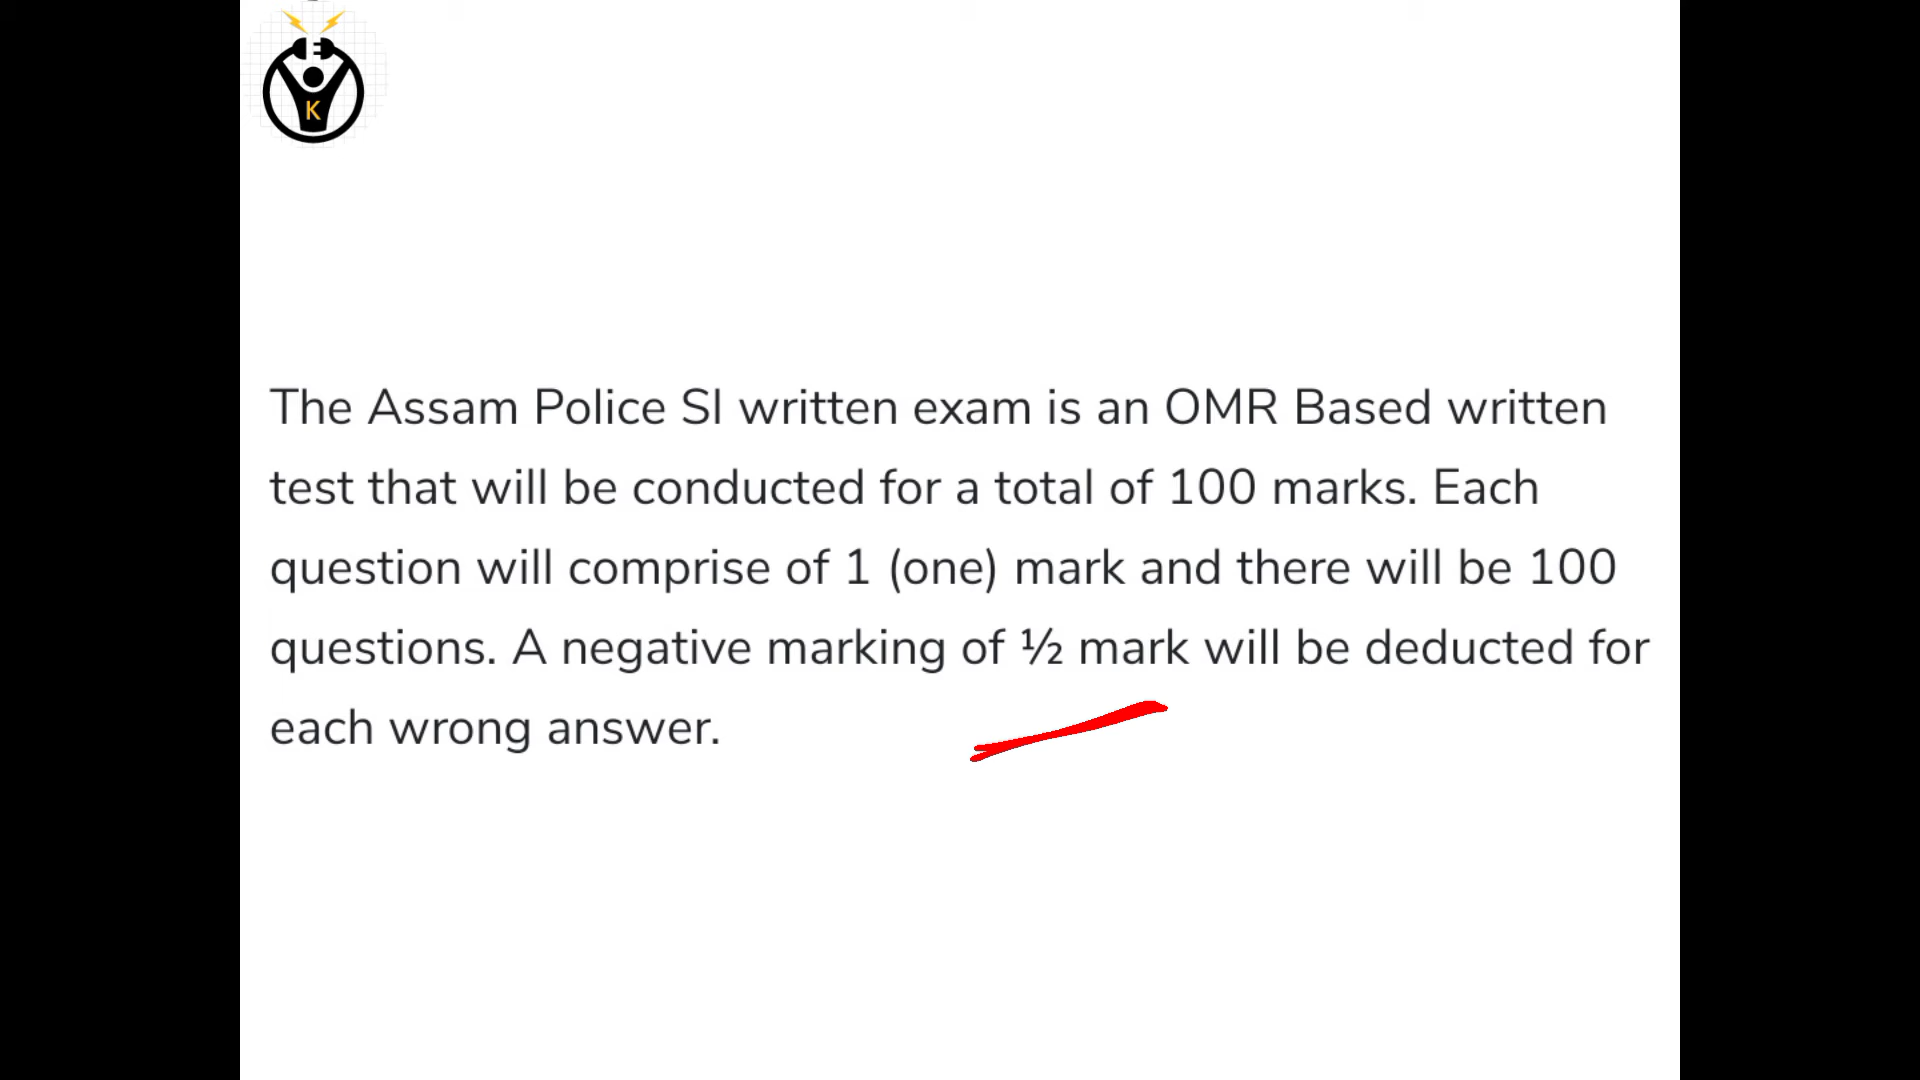 K
The Assam Police SI written exam is an OMR Based written
test that will be conducted for a total of 100 marks. Each
question will comprise of 1 (one) mark and there will be 100
questions. A negative marking of ½ mark will be deducted for
each wrong answer.